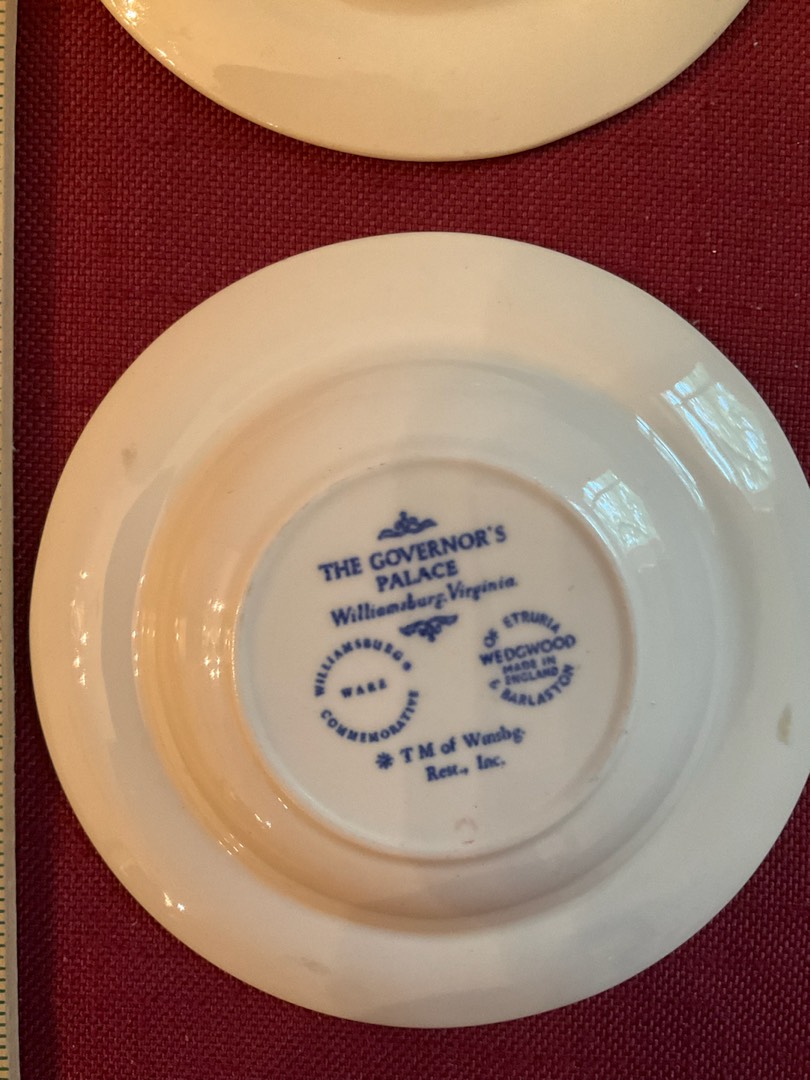 THE GOVERNOR'S
PALACE
Williamsburg, Virginia.
WILLIAMSBURG®
WARE
COMMEMORATIVE
OF ETRURIA
WEDGWOOD
MADE IN
ENGLAND
& BARLASTON
※ T M of Wmsbg.
Rest., Inc.